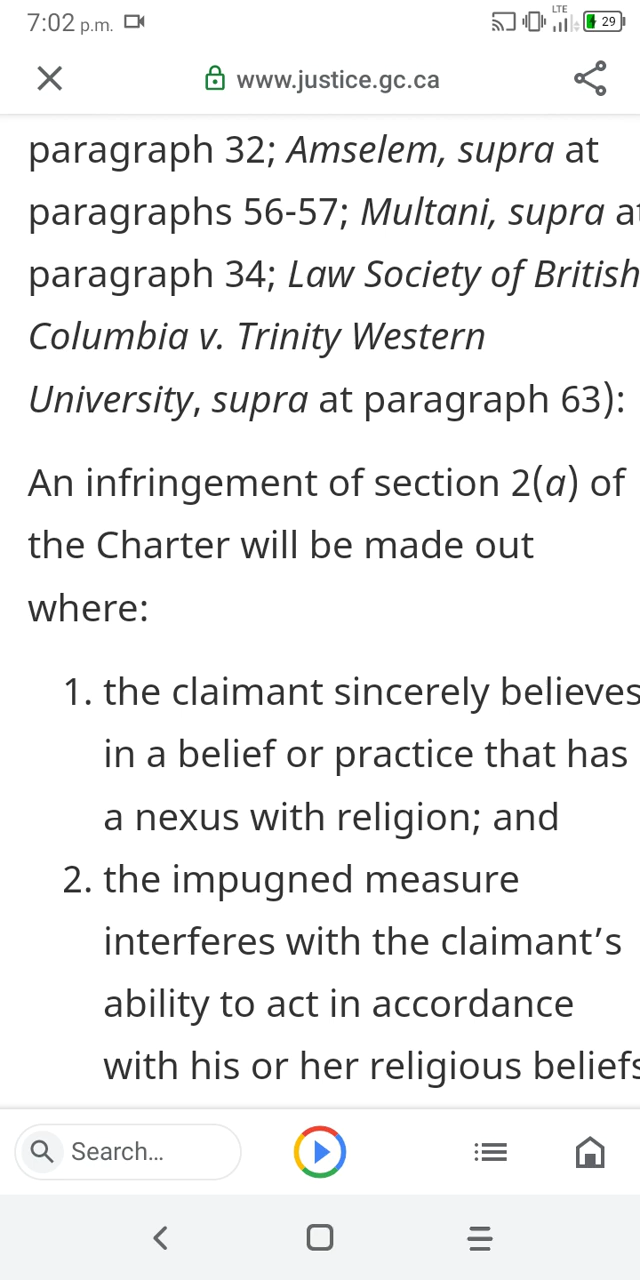 7:02 p.m. LTE 29
www.justice.gc.ca
paragraph 32; Amselem, supra at
paragraphs 56-57; Multani, supra at
paragraph 34; Law Society of British
Columbia v. Trinity Western
University, supra at paragraph 63):
An infringement of section 2(a) of
the Charter will be made out
where:
1. the claimant sincerely believes
in a belief or practice that has
a nexus with religion; and
2. the impugned measure
interferes with the claimant’s
ability to act in accordance
with his or her religious beliefs
Search...